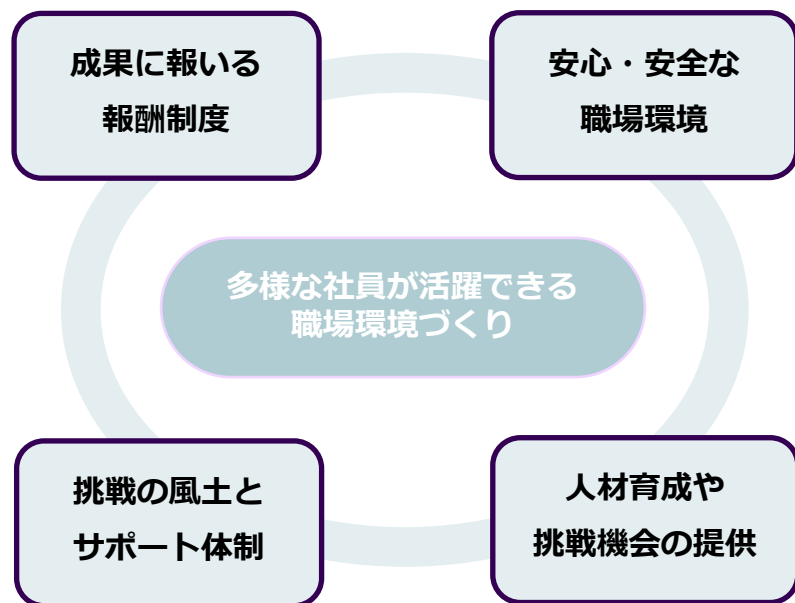 成果に報いる
報酬制度
安心・安全な
職場環境
多様な社員が活躍できる
職場環境づくり
挑戦の風土と
サポート体制
人材育成や
挑戦機会の提供